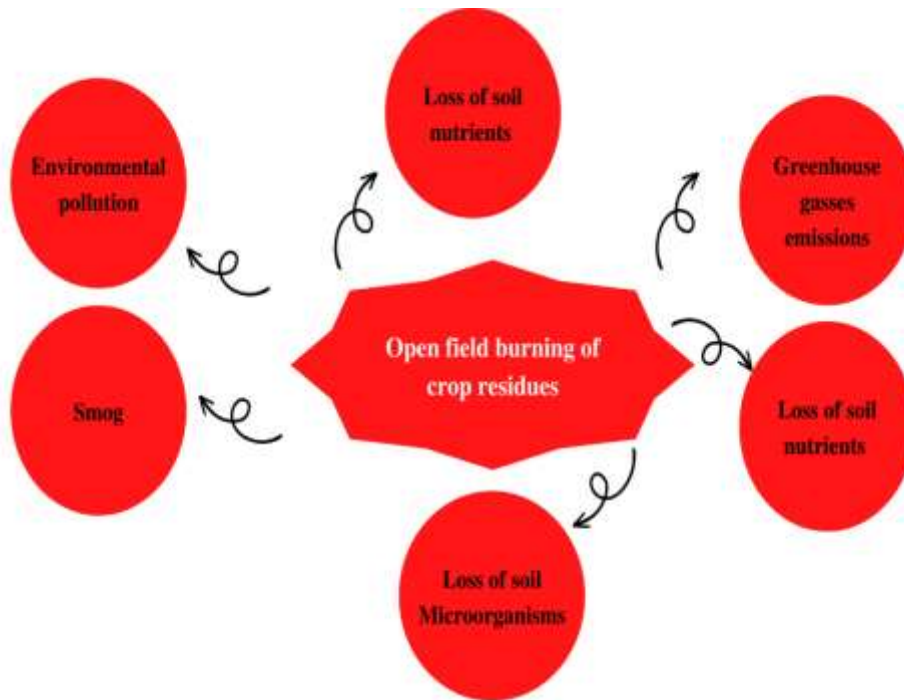 Loss of soil
nutrients
Environmental
pollution
Greenhouse
gasses
emissions
Open field burning of
crop residues
Smog
Loss of soil
nutrients
Loss of soil
Microorganisms